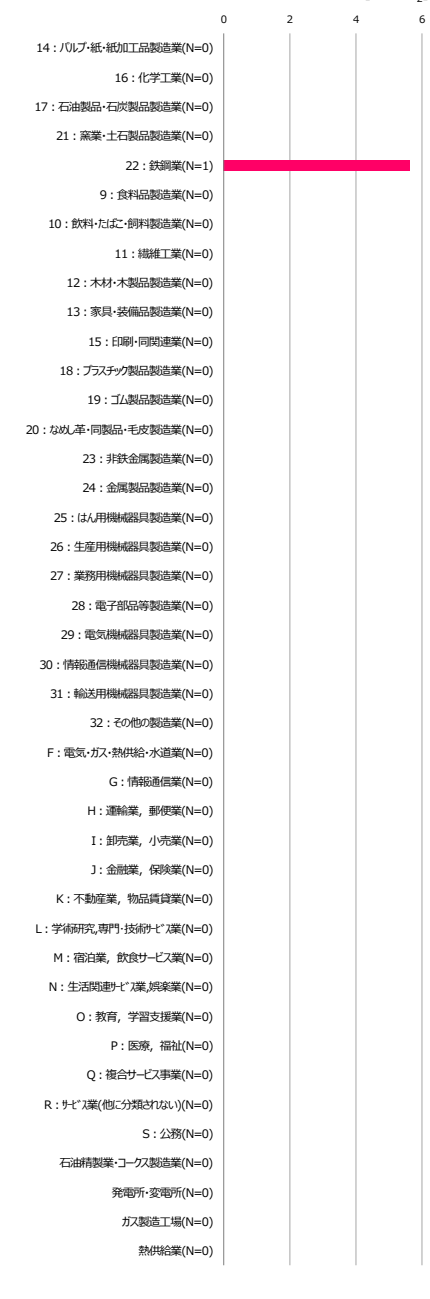 0 2 4 6
14：パルプ・紙・紙加工品製造業(N=0)
16：化学工業(N=0)
17：石油製品・石炭製品製造業(N=0)
21：窯業・土石製品製造業(N=0)
22：鉄鋼業(N=1)
9：食料品製造業(N=0)
10：飲料・たばこ・飼料製造業(N=0)
11：繊維工業(N=0)
12：木材・木製品製造業(N=0)
13：家具・装備品製造業(N=0)
15：印刷・同関連業(N=0)
18：プラスチック製品製造業(N=0)
19：ゴム製品製造業(N=0)
20：なめし革・同製品・毛皮製造業(N=0)
23：非鉄金属製造業(N=0)
24：金属製品製造業(N=0)
25：はん用機械器具製造業(N=0)
26：生産用機械器具製造業(N=0)
27：業務用機械器具製造業(N=0)
28：電子部品等製造業(N=0)
29：電気機械器具製造業(N=0)
30：情報通信機械器具製造業(N=0)
31：輸送用機械器具製造業(N=0)
32：その他の製造業(N=0)
F：電気・ガス・熱供給・水道業(N=0)
G：情報通信業(N=0)
H：運輸業，郵便業(N=0)
I：卸売業，小売業(N=0)
J：金融業，保険業(N=0)
K：不動産業，物品賃貸業(N=0)
L：学術研究,専門・技術ｻｰﾋﾞｽ業(N=0)
M：宿泊業，飲食サービス業(N=0)
N：生活関連ｻｰﾋﾞｽ業,娯楽業(N=0)
O：教育，学習支援業(N=0)
P：医療，福祉(N=0)
Q：複合サービス事業(N=0)
R：ｻｰﾋﾞｽ業(他に分類されない)(N=0)
S：公務(N=0)
石油精製業・コークス製造業(N=0)
発電所・変電所(N=0)
ガス製造工場(N=0)
熱供給業(N=0)